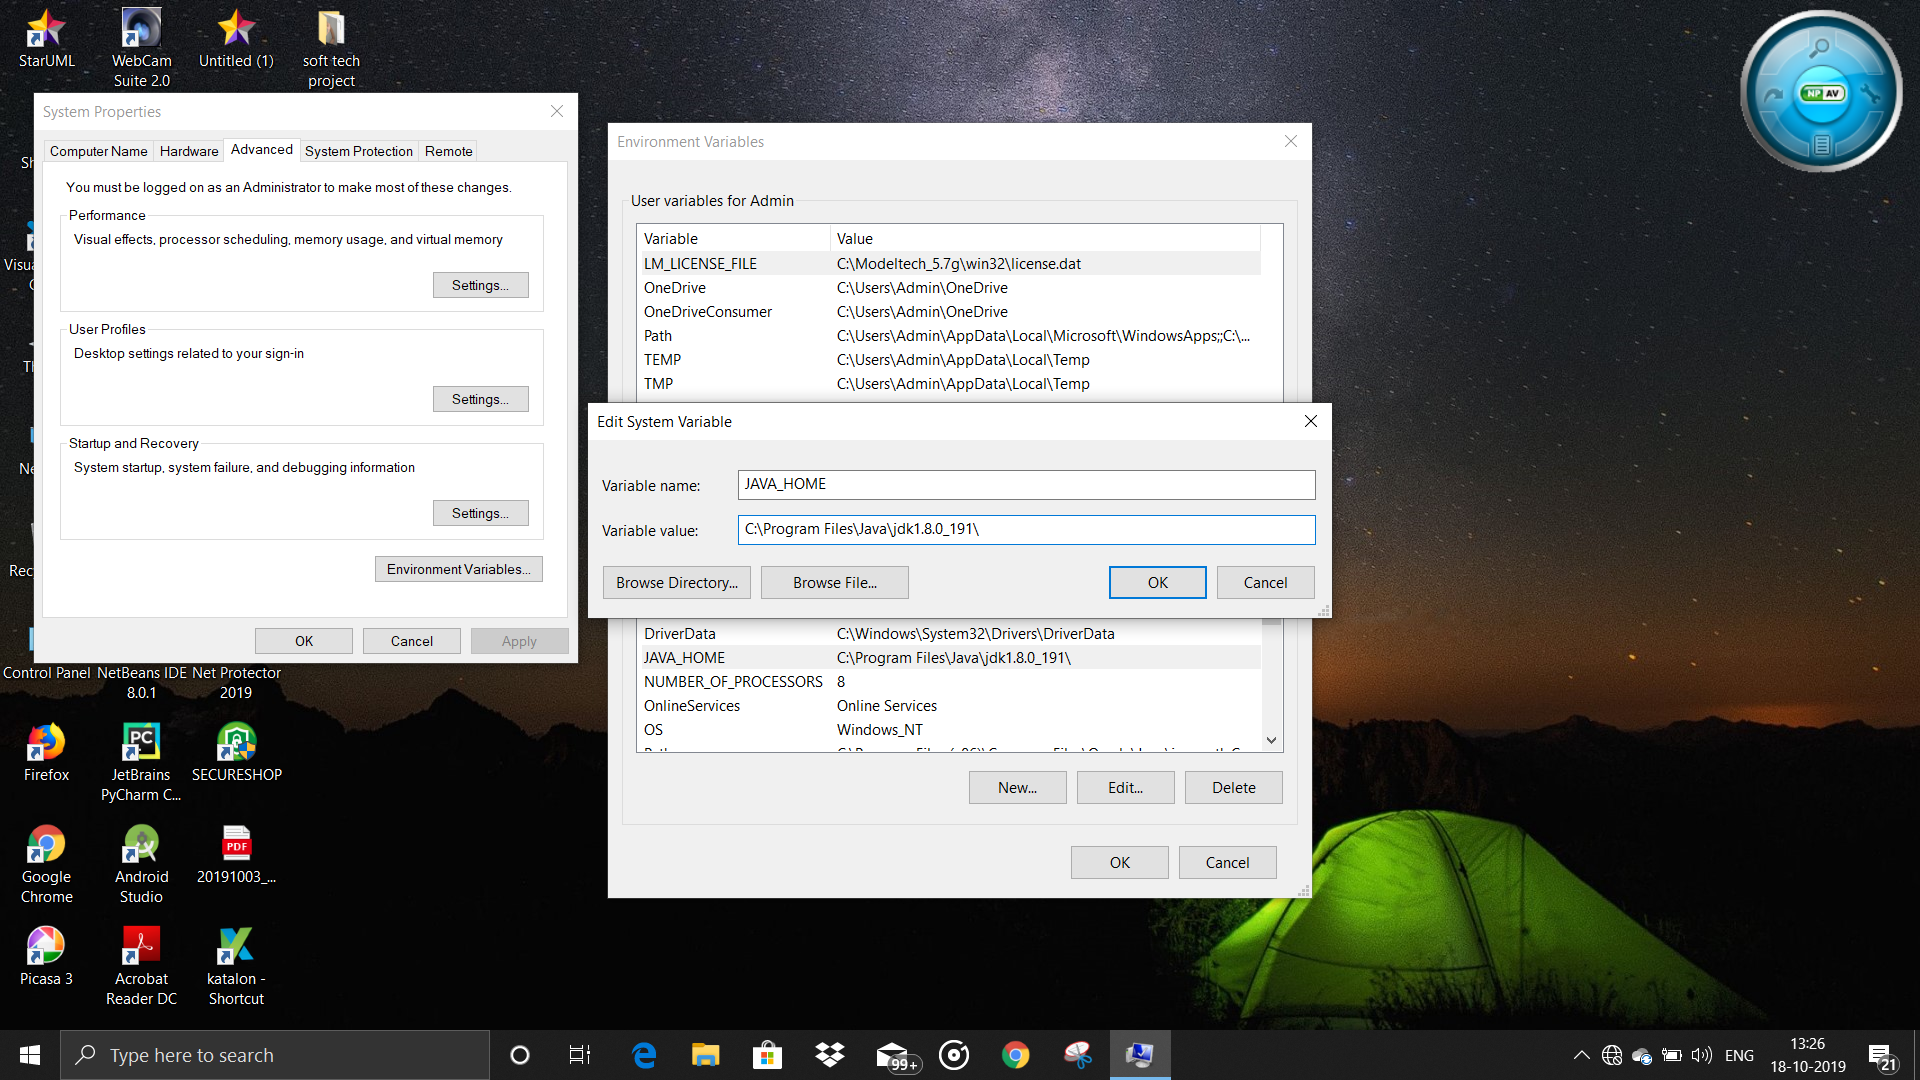 StarUML
WebCam
Suite 2.0
Untitled (1)
soft tech
project
System Properties
Computer Name
Hardware
Advanced
System Protection
Remote
You must be logged on as an Administrator to make most of these changes.
Performance
Visual effects, processor scheduling, memory usage, and virtual memory
Settings...
User Profiles
Desktop settings related to your sign-in
Settings...
Startup and Recovery
System startup, system failure, and debugging information
Settings...
Environment Variables...
OK
Cancel
Apply
Environment Variables
User variables for Admin
Variable Value
LM_LICENSE_FILE C:\Modeltech_5.7g\win32\license.dat
OneDrive C:\Users\Admin\OneDrive
OneDriveConsumer C:\Users\Admin\OneDrive
Path C:\Users\Admin\AppData\Local\Microsoft\WindowsApps;;C:\...
TEMP C:\Users\Admin\AppData\Local\Temp
TMP C:\Users\Admin\AppData\Local\Temp
Edit System Variable
Variable name: JAVA_HOME
Variable value: C:\Program Files\Java\jdk1.8.0_191\
Browse Directory...
Browse File...
OK
Cancel
DriverData C:\Windows\System32\Drivers\DriverData
JAVA_HOME C:\Program Files\Java\jdk1.8.0_191\
NUMBER_OF_PROCESSORS 8
OnlineServices Online Services
OS Windows_NT
New...
Edit...
Delete
OK
Cancel
NP AV
Control Panel
NetBeans IDE
8.0.1
Net Protector
2019
Firefox
PC
JetBrains
PyCharm C...
SECURESHOP
Google
Chrome
Android
Studio
PDF
20191003_...
Picasa 3
Acrobat
Reader DC
katalon -
Shortcut
Type here to search
99+
ENG
13:26
18-10-2019
21